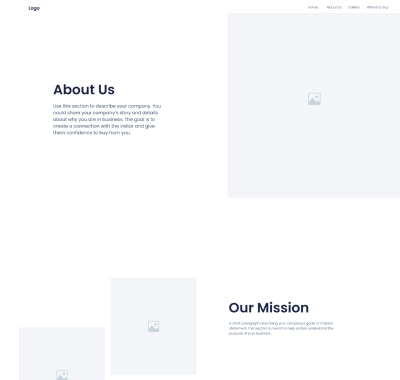 Logo
Home About Us Gallery Where to Buy
About Us
Use this section to describe your company. You
could share your company's story and details
about why you are in business. The goal is to
create a connection with the visitor and give
them confidence to buy from you.
Our Mission
A short paragraph describing your company's goals or mission
statement. This section is meant to help visitors understand the
purpose of your business.